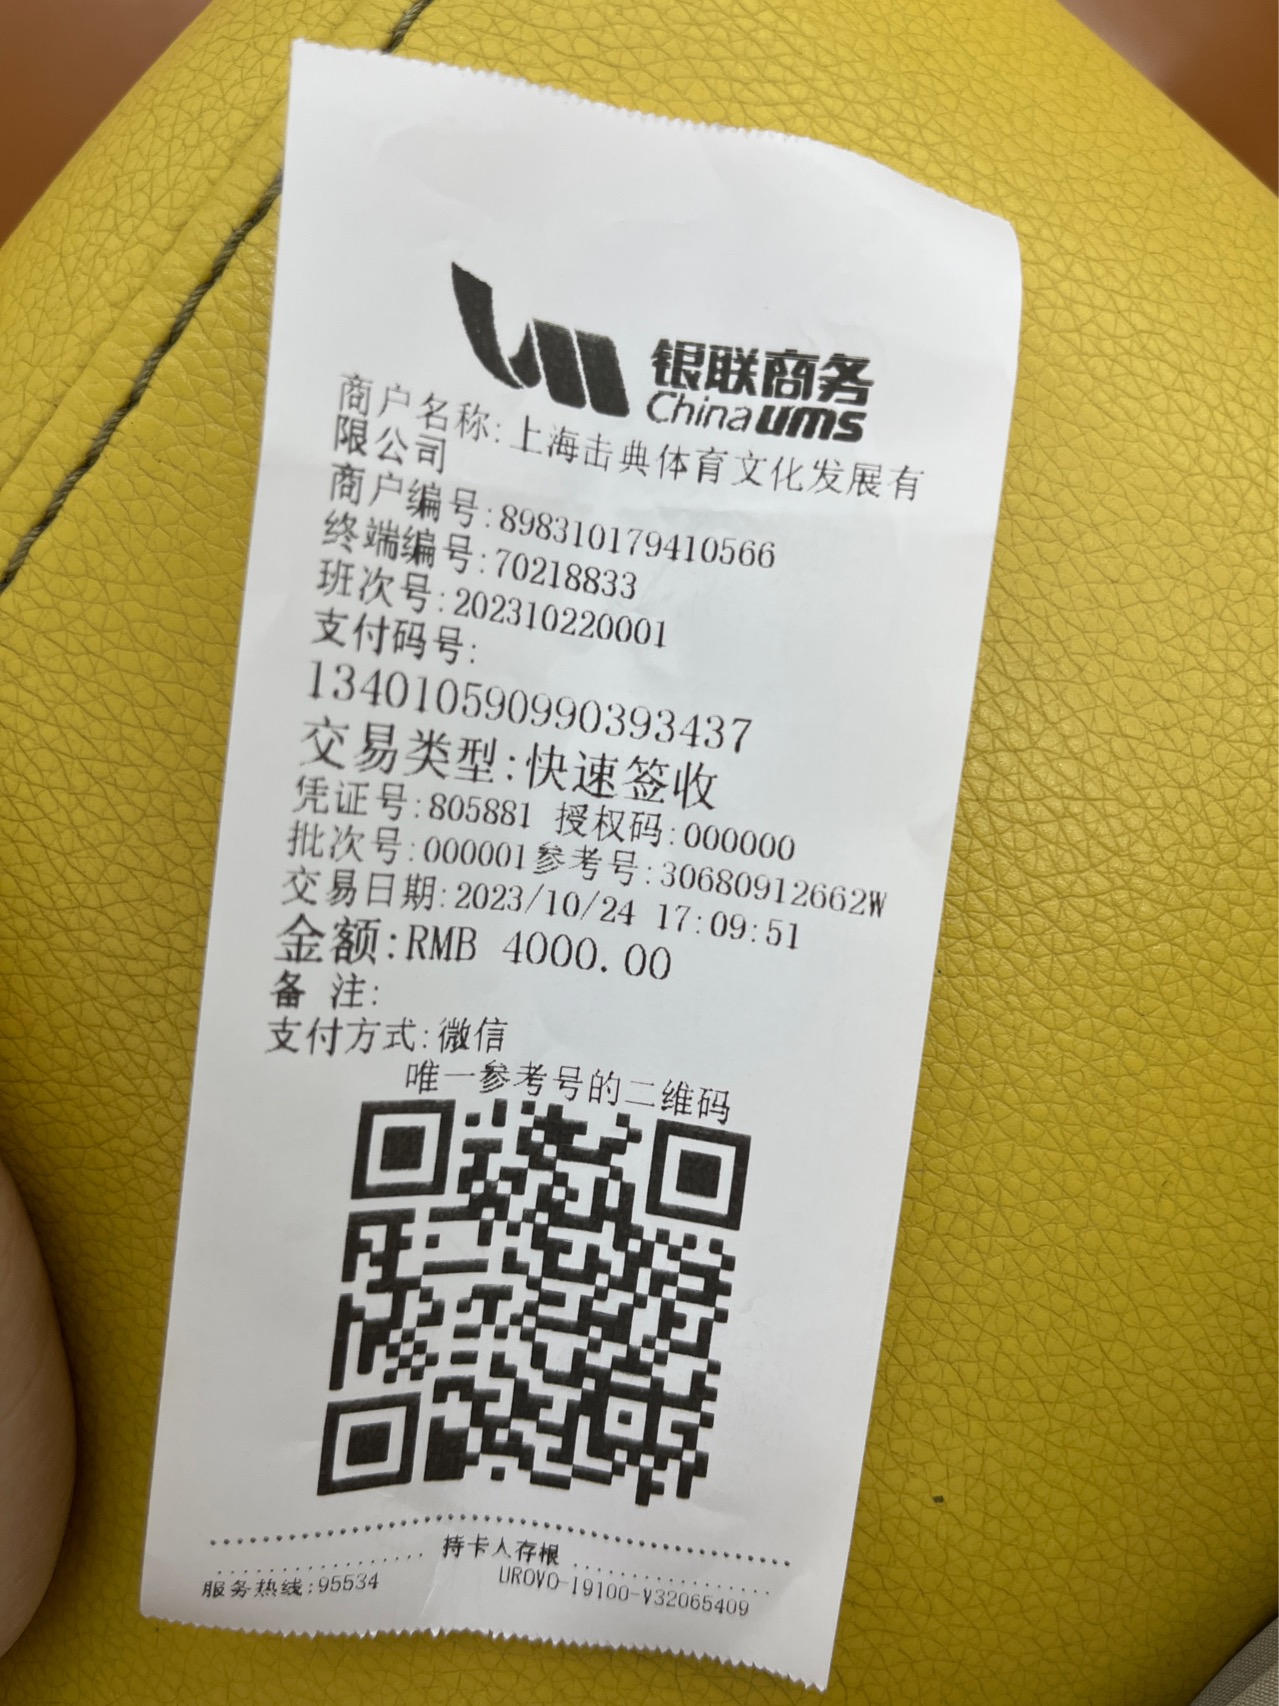 银联商务
Chinaums
商户名称:上海击典体育文化发展有
限公司
商户编号:898310179410566
终端编号:70218833
班次号:202310220001
支付码号:
134010590990393437
交易类型:快速签收
凭证号:805881 授权码:000000
批次号:000001参考号:30680912662W
交易日期:2023/10/24 17:09:51
金额:RMB 4000.00
备 注:
支付方式:微信
唯一参考号的二维码
持卡人存根
服务热线:95534 UROVO-I9100-V32065409